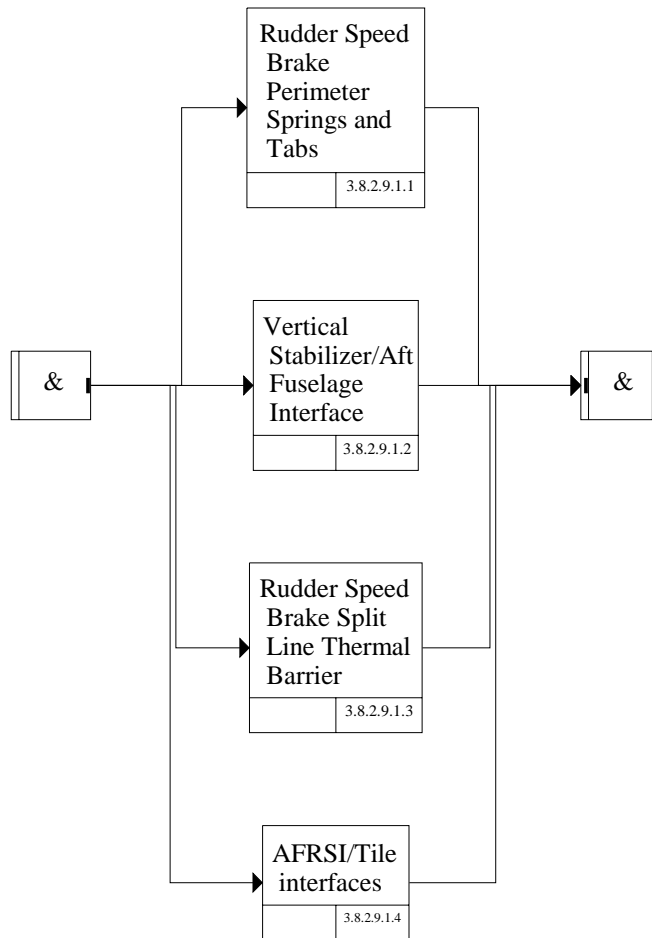 Rudder Speed
Brake
Perimeter
Springs and
Tabs
3.8.2.9.1.1
Vertical
Stabilizer/Aft
Fuselage
Interface
3.8.2.9.1.2
&
&
Rudder Speed
Brake Split
Line Thermal
Barrier
3.8.2.9.1.3
AFRSI/Tile
interfaces
3.8.2.9.1.4